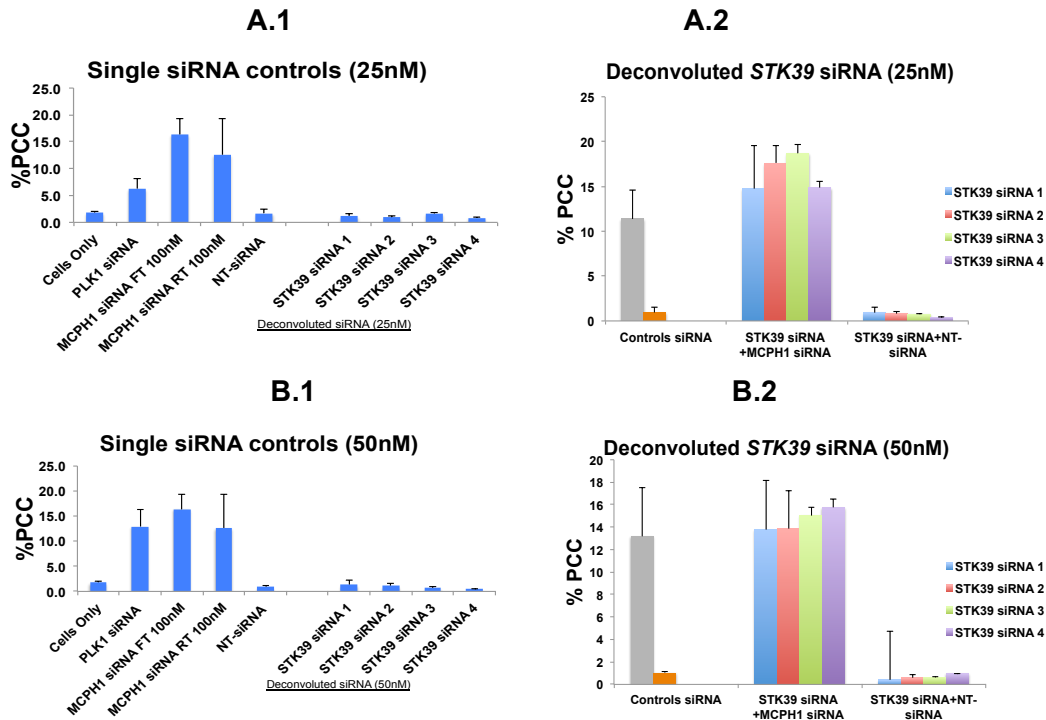 A.1
Single siRNA controls (25nM)
%PCC
25.0
20.0
15.0
10.0
5.0
0.0
Cells Only
PLK1 siRNA
MCPH1 siRNA FT 100nM
MCPH1 siRNA RT 100nM
NT-siRNA
STK39 siRNA 1
STK39 siRNA 2
STK39 siRNA 3
STK39 siRNA 4
Deconvoluted siRNA (25nM)
A.2
Deconvoluted STK39 siRNA (25nM)
% PCC
25
20
15
10
5
0
Controls siRNA
STK39 siRNA
+MCPH1 siRNA
STK39 siRNA+NT-
siRNA
STK39 siRNA 1
STK39 siRNA 2
STK39 siRNA 3
STK39 siRNA 4
B.1
Single siRNA controls (50nM)
%PCC
25.0
20.0
15.0
10.0
5.0
0.0
Cells Only
PLK1 siRNA
MCPH1 siRNA FT 100nM
MCPH1 siRNA RT 100nM
NT-siRNA
STK39 siRNA 1
STK39 siRNA 2
STK39 siRNA 3
STK39 siRNA 4
Deconvoluted siRNA (50nM)
B.2
Deconvoluted STK39 siRNA (50nM)
% PCC
20
18
16
14
12
10
8
6
4
2
0
Controls siRNA
STK39 siRNA
+MCPH1 siRNA
STK39 siRNA+NT-
siRNA
STK39 siRNA 1
STK39 siRNA 2
STK39 siRNA 3
STK39 siRNA 4